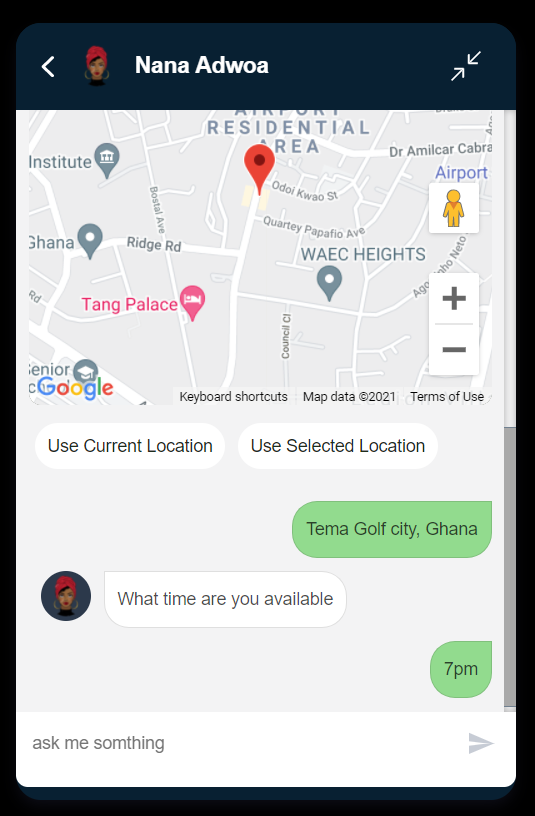 Nana Adwoa
AIRPORT
RESIDENTIAL
AREA
Dr Amilcar Cabra
Institute
Airport
Odoi Kwao St
Bostal Ave
Quartey Papafio Ave
Ghana
Ridge Rd
WAEC HEIGHTS
Rd
Tang Palace
Council Cl
Senior
Google
Keyboard shortcuts
Map data ©2021
Terms of Use
Use Current Location
Use Selected Location
Tema Golf city, Ghana
What time are you available
7pm
ask me somthing